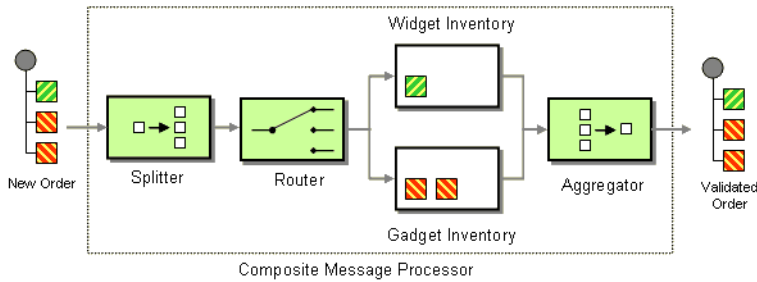 Widget Inventory
New Order
Splitter
Router
Gadget Inventory
Aggregator
Validated
Order
Composite Message Processor